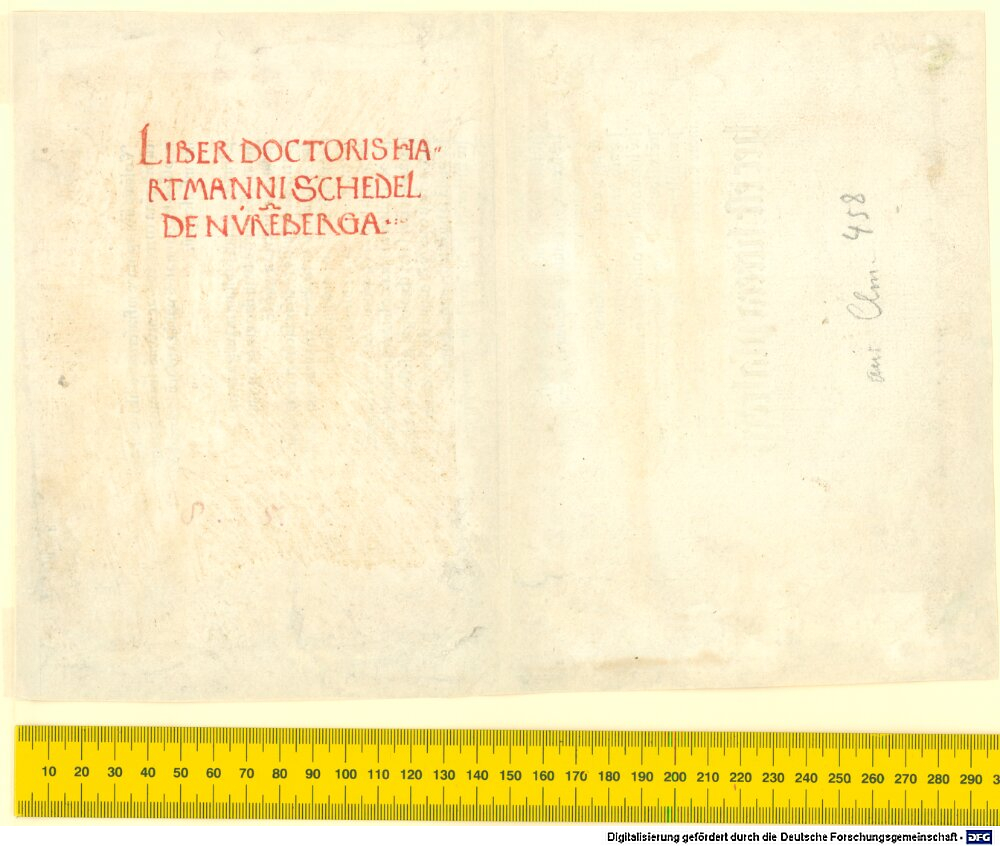 LIBER DOCTORIS HA-
RTMANNI SCHEDEL
DE NVRĒBERGA
Clm. 458
10 20 30 40 50 60 70 80 90 100 110 120 130 140 150 160 170 180 190 200 210 220 230 240 250 260 270 280 290
Digitalisierung gefördert durch die Deutsche Forschungsgemeinschaft - DFG